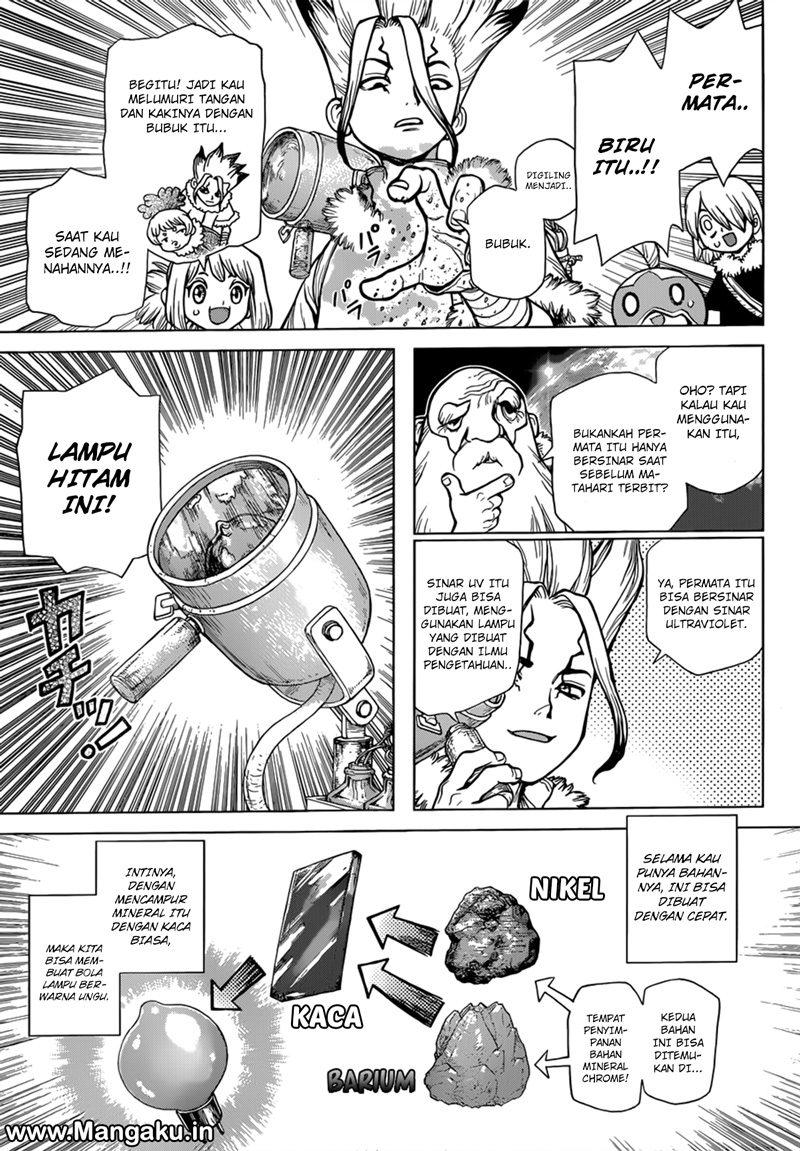 PER-
MATA..
BIRU
ITU..!!
DIGILING
MENJADI..
BUBUK.
BEGITU! JADI KAU
MELUMURI TANGAN
DAN KAKINYA DENGAN
BUBUK ITU...
SAAT KAU
SEDANG ME-
NAHANNYA..!!
パ
パ
OHO? TAPI
KALAU KAU
MENGGUNA-
KAN ITU,
BUKANKAH PER-
MATA ITU HANYA
BERSINAR SAAT
SEBELUM MA-
TAHARI TERBIT?
YA, PERMATA ITU
BISA BERSINAR
DENGAN SINAR
ULTRAVIOLET.
SINAR UV ITU
JUGA BISA
DIBUAT, MENG-
GUNAKAN LAMPU
YANG DIBUAT
DENGAN ILMU
PENGETAHUAN..
LAMPU
HITAM
INI!
カチッ!
SELAMA KAU
PUNYA BAHAN-
NYA, INI BISA
DIBUAT
DENGAN CEPAT.
NIKEL
KEDUA
BAHAN
INI BISA
DITEMU-
KAN DI...
TEMPAT
PENYIM-
PANAN
BAHAN
MINERAL
CHROME!
BARIUM
KACA
INTINYA,
DENGAN
MENCAMPUR
MINERAL ITU
DENGAN KACA
BIASA,
MAKA KITA
BISA MEM-
BUAT BOLA
LAMPU BER-
WARNA UNGU.
www.Mangaku.in